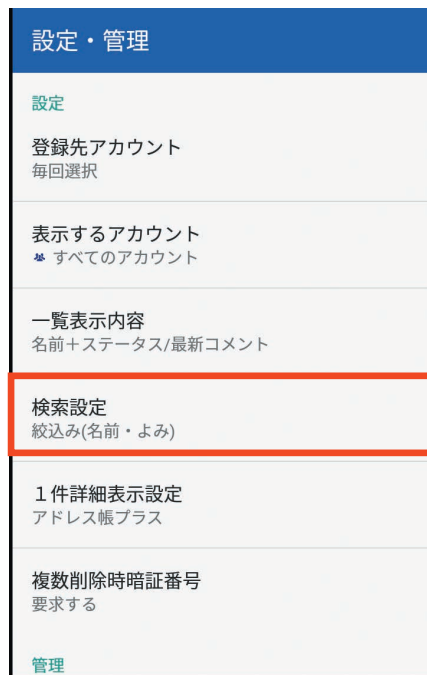 設定・管理
設定
登録先アカウント
毎回選択
表示するアカウント
すべてのアカウント
一覧表示内容
名前＋ステータス/最新コメント
検索設定
絞込み(名前・よみ)
１件詳細表示設定
アドレス帳プラス
複数削除時暗証番号
要求する
管理